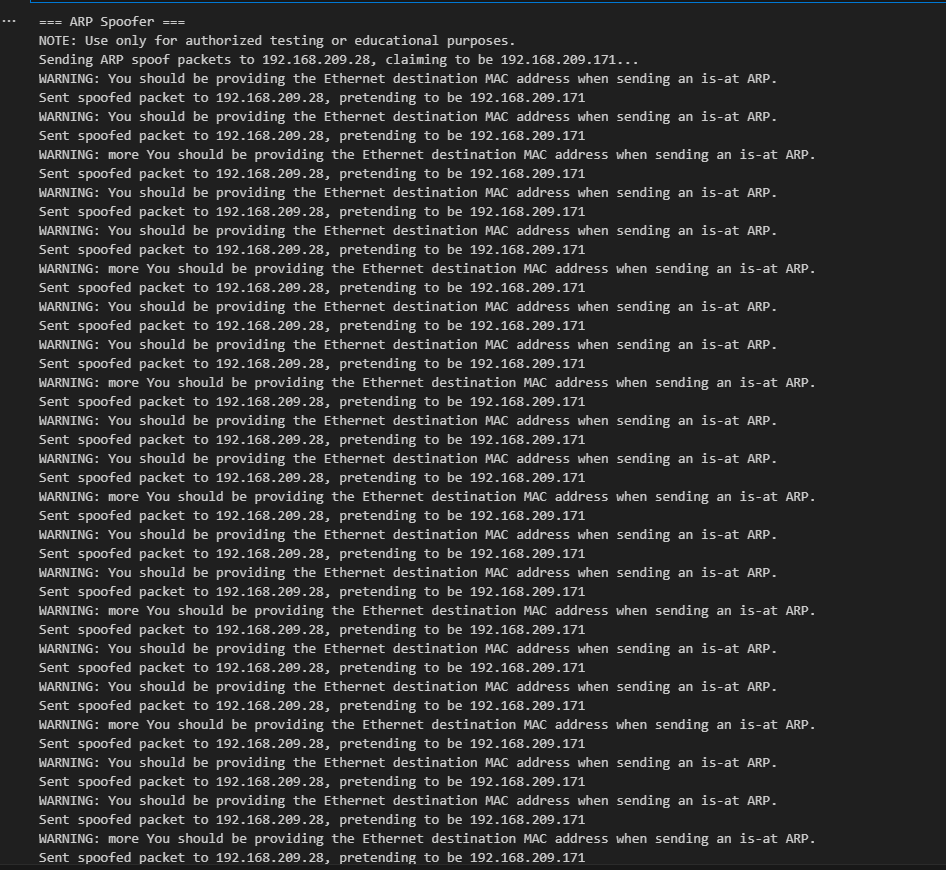 ...
=== ARP Spoofer ===
NOTE: Use only for authorized testing or educational purposes.
Sending ARP spoof packets to 192.168.209.28, claiming to be 192.168.209.171...
WARNING: You should be providing the Ethernet destination MAC address when sending an is-at ARP.
Sent spoofed packet to 192.168.209.28, pretending to be 192.168.209.171
WARNING: You should be providing the Ethernet destination MAC address when sending an is-at ARP.
Sent spoofed packet to 192.168.209.28, pretending to be 192.168.209.171
WARNING: more You should be providing the Ethernet destination MAC address when sending an is-at ARP.
Sent spoofed packet to 192.168.209.28, pretending to be 192.168.209.171
WARNING: You should be providing the Ethernet destination MAC address when sending an is-at ARP.
Sent spoofed packet to 192.168.209.28, pretending to be 192.168.209.171
WARNING: You should be providing the Ethernet destination MAC address when sending an is-at ARP.
Sent spoofed packet to 192.168.209.28, pretending to be 192.168.209.171
WARNING: more You should be providing the Ethernet destination MAC address when sending an is-at ARP.
Sent spoofed packet to 192.168.209.28, pretending to be 192.168.209.171
WARNING: You should be providing the Ethernet destination MAC address when sending an is-at ARP.
Sent spoofed packet to 192.168.209.28, pretending to be 192.168.209.171
WARNING: You should be providing the Ethernet destination MAC address when sending an is-at ARP.
Sent spoofed packet to 192.168.209.28, pretending to be 192.168.209.171
WARNING: more You should be providing the Ethernet destination MAC address when sending an is-at ARP.
Sent spoofed packet to 192.168.209.28, pretending to be 192.168.209.171
WARNING: You should be providing the Ethernet destination MAC address when sending an is-at ARP.
Sent spoofed packet to 192.168.209.28, pretending to be 192.168.209.171
WARNING: You should be providing the Ethernet destination MAC address when sending an is-at ARP.
Sent spoofed packet to 192.168.209.28, pretending to be 192.168.209.171
WARNING: more You should be providing the Ethernet destination MAC address when sending an is-at ARP.
Sent spoofed packet to 192.168.209.28, pretending to be 192.168.209.171
WARNING: You should be providing the Ethernet destination MAC address when sending an is-at ARP.
Sent spoofed packet to 192.168.209.28, pretending to be 192.168.209.171
WARNING: You should be providing the Ethernet destination MAC address when sending an is-at ARP.
Sent spoofed packet to 192.168.209.28, pretending to be 192.168.209.171
WARNING: more You should be providing the Ethernet destination MAC address when sending an is-at ARP.
Sent spoofed packet to 192.168.209.28, pretending to be 192.168.209.171
WARNING: You should be providing the Ethernet destination MAC address when sending an is-at ARP.
Sent spoofed packet to 192.168.209.28, pretending to be 192.168.209.171
WARNING: You should be providing the Ethernet destination MAC address when sending an is-at ARP.
Sent spoofed packet to 192.168.209.28, pretending to be 192.168.209.171
WARNING: more You should be providing the Ethernet destination MAC address when sending an is-at ARP.
Sent spoofed packet to 192.168.209.28, pretending to be 192.168.209.171
WARNING: You should be providing the Ethernet destination MAC address when sending an is-at ARP.
Sent spoofed packet to 192.168.209.28, pretending to be 192.168.209.171
WARNING: You should be providing the Ethernet destination MAC address when sending an is-at ARP.
Sent spoofed packet to 192.168.209.28, pretending to be 192.168.209.171
WARNING: more You should be providing the Ethernet destination MAC address when sending an is-at ARP.
Sent spoofed packet to 192.168.209.28, pretending to be 192.168.209.171